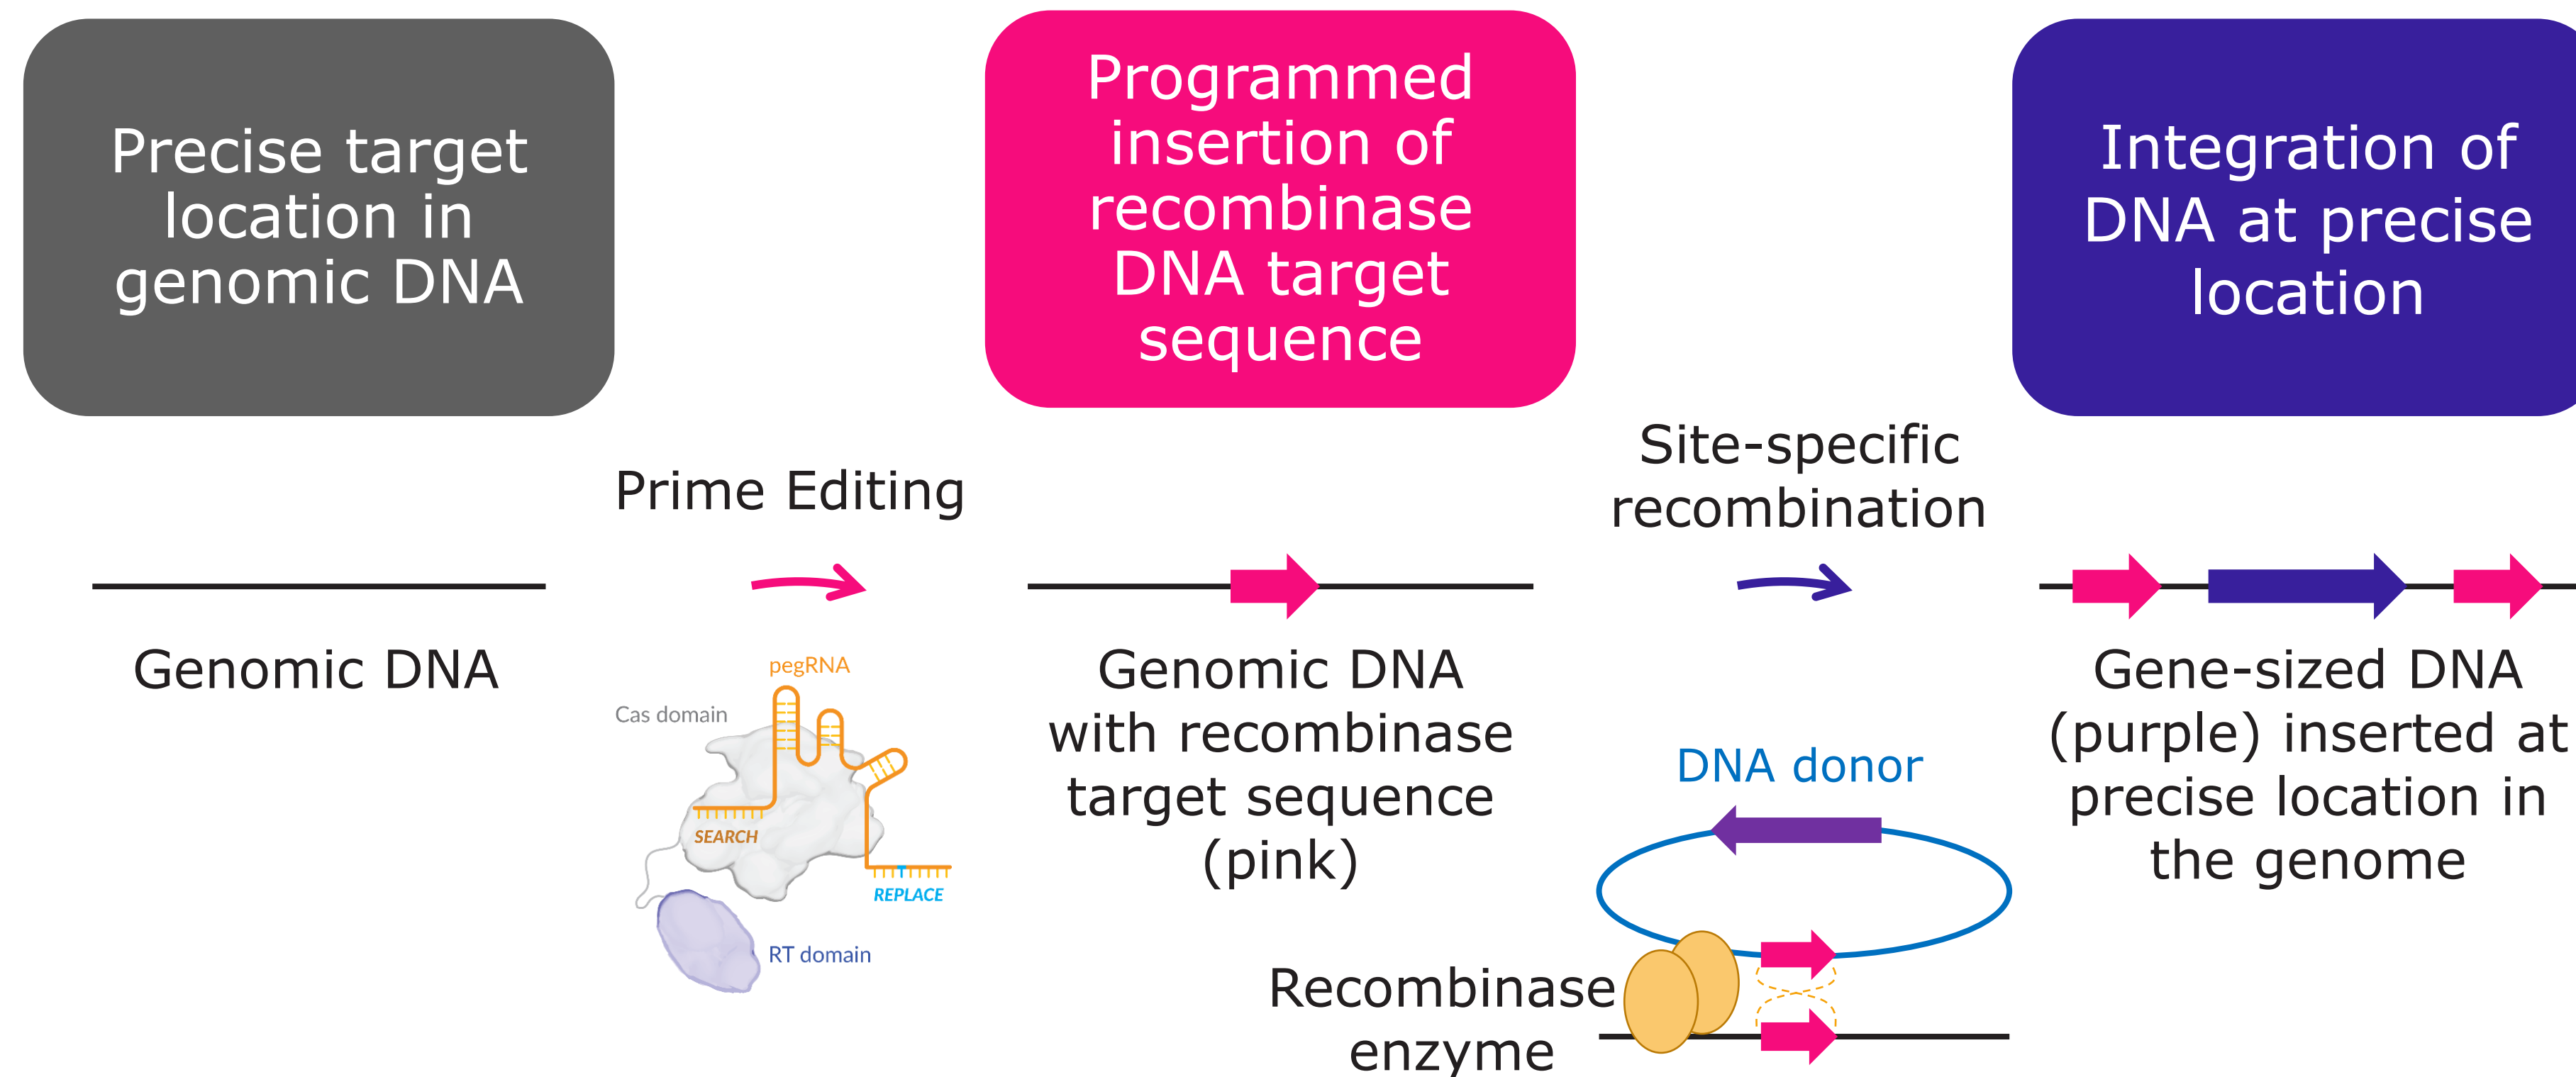 Precise target
location in
genomic DNA
Programmed
insertion of
recombinase
DNA target
sequence
Integration of
DNA at precise
location
Prime Editing
Site-specific
recombination
Genomic DNA
pegRNA
Cas domain
SEARCH
REPLACE
RT domain
Genomic DNA
with recombinase
target sequence
(pink)
DNA donor
Recombinase
enzyme
Gene-sized DNA
(purple) inserted at
precise location in
the genome